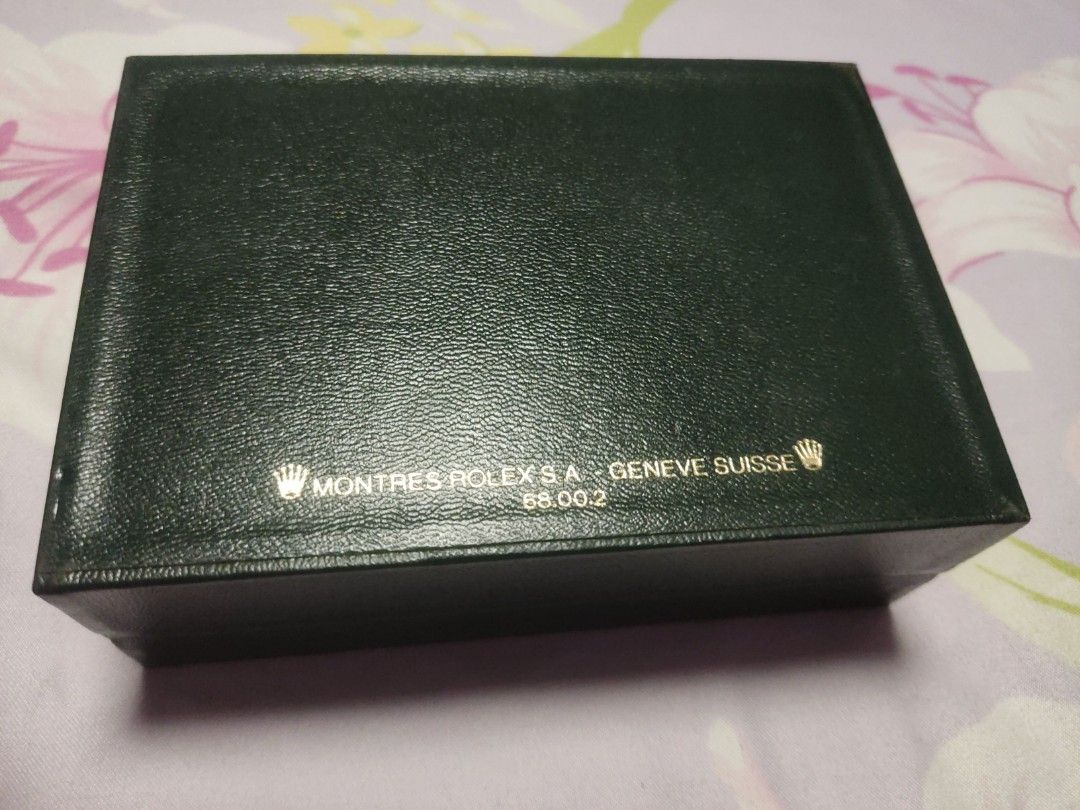 MONTRES ROLEX S.A. - GENEVE SUISSE
68.00.2